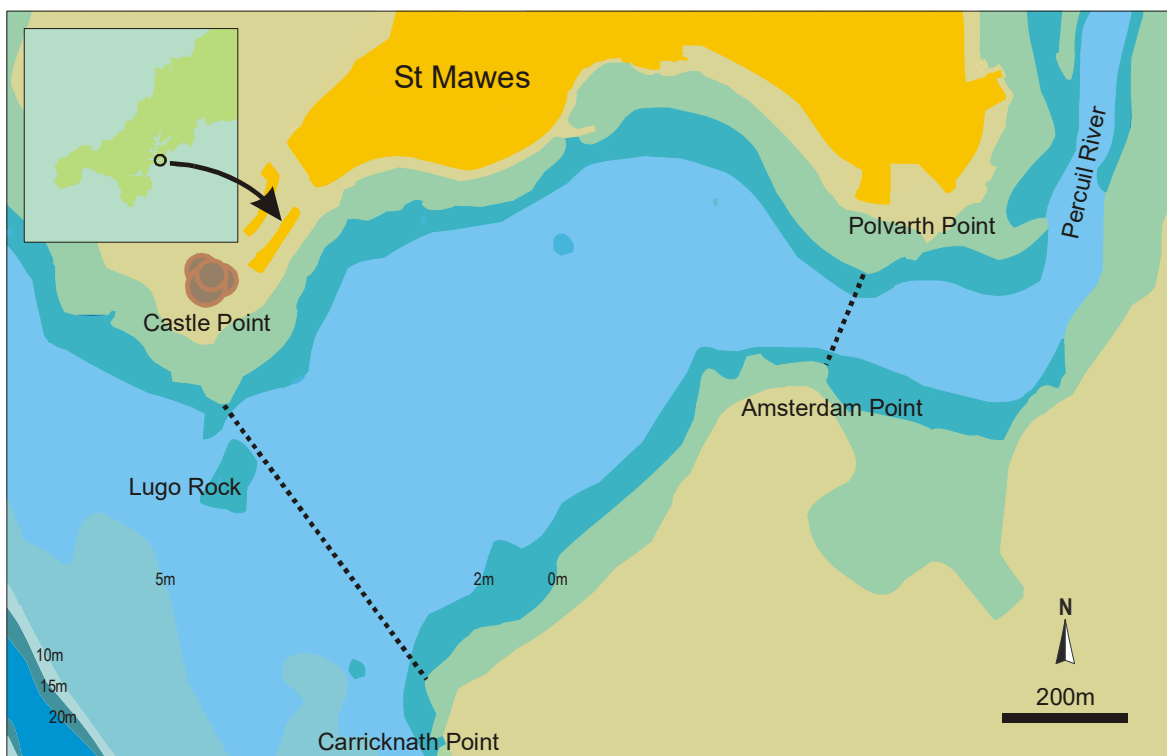 St Mawes
Percuil River
Polvarth Point
Castle Point
Amsterdam Point
Lugo Rock
5m
2m
0m
N
10m
15m
200m
20m
Carricknath Point